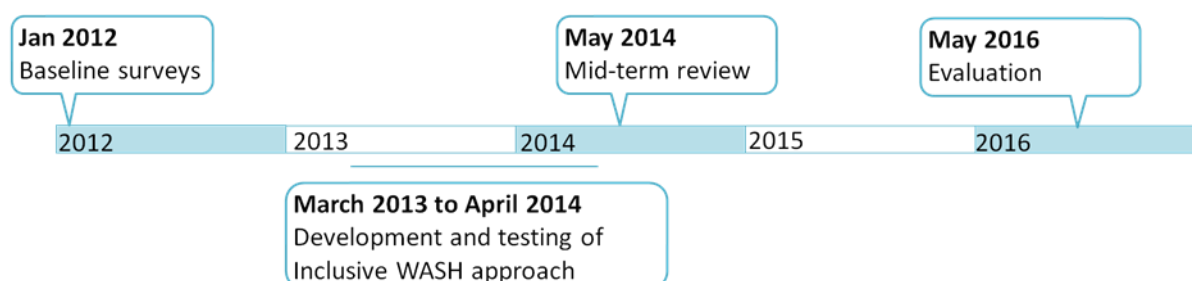 Jan 2012
Baseline surveys
May 2014
Mid-term review
May 2016
Evaluation
2012
2013
2014
2015
2016
March 2013 to April 2014
Development and testing of
Inclusive WASH approach